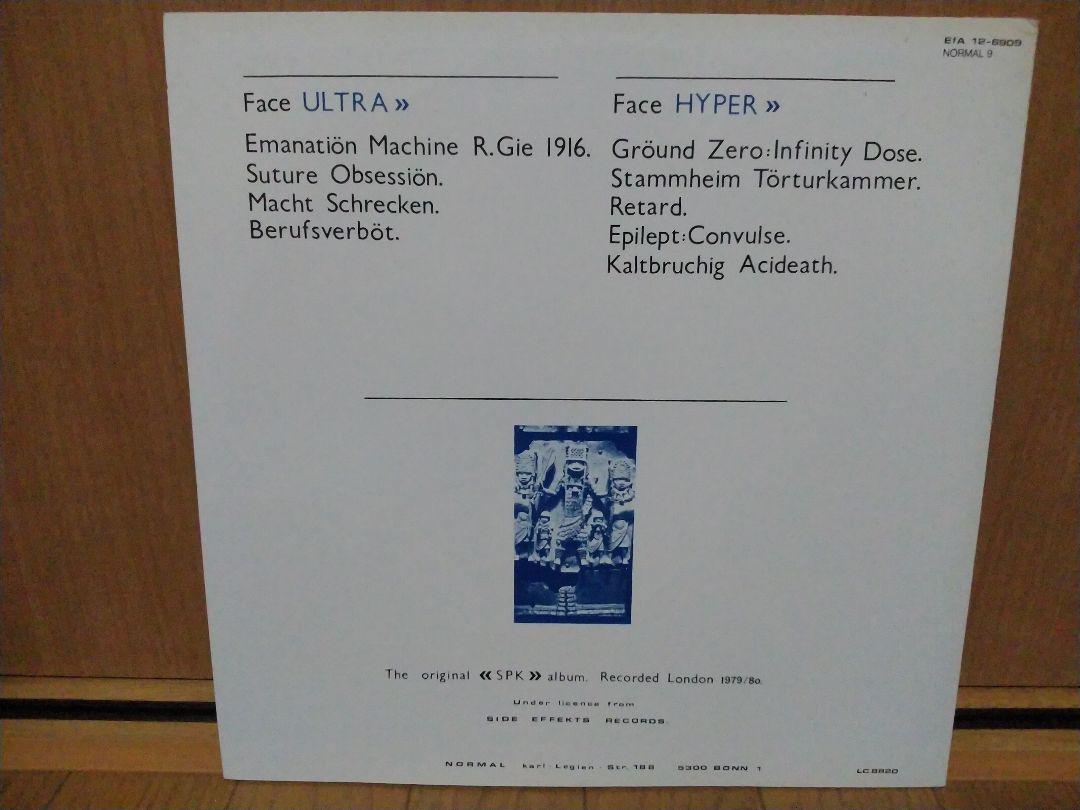 EfA 12-6909
NORMAL 9
Face ULTRA »
Emanatiön Machine R.Gie 1916.
Suture Obsessiön.
Macht Schrecken.
Berufsverböt.
Face HYPER »
Gröund Zero:Infinity Dose.
Stammheim Törturkammer.
Retard.
Epilept:Convulse.
Kaltbruchig Acideath.
The original «SPK» album. Recorded London 1979/80.
Under licence from
SIDE EFFEKTS RECORDS.
NORMAL karl-Legien-Str. 188 5300 BONN 1
LC 8820